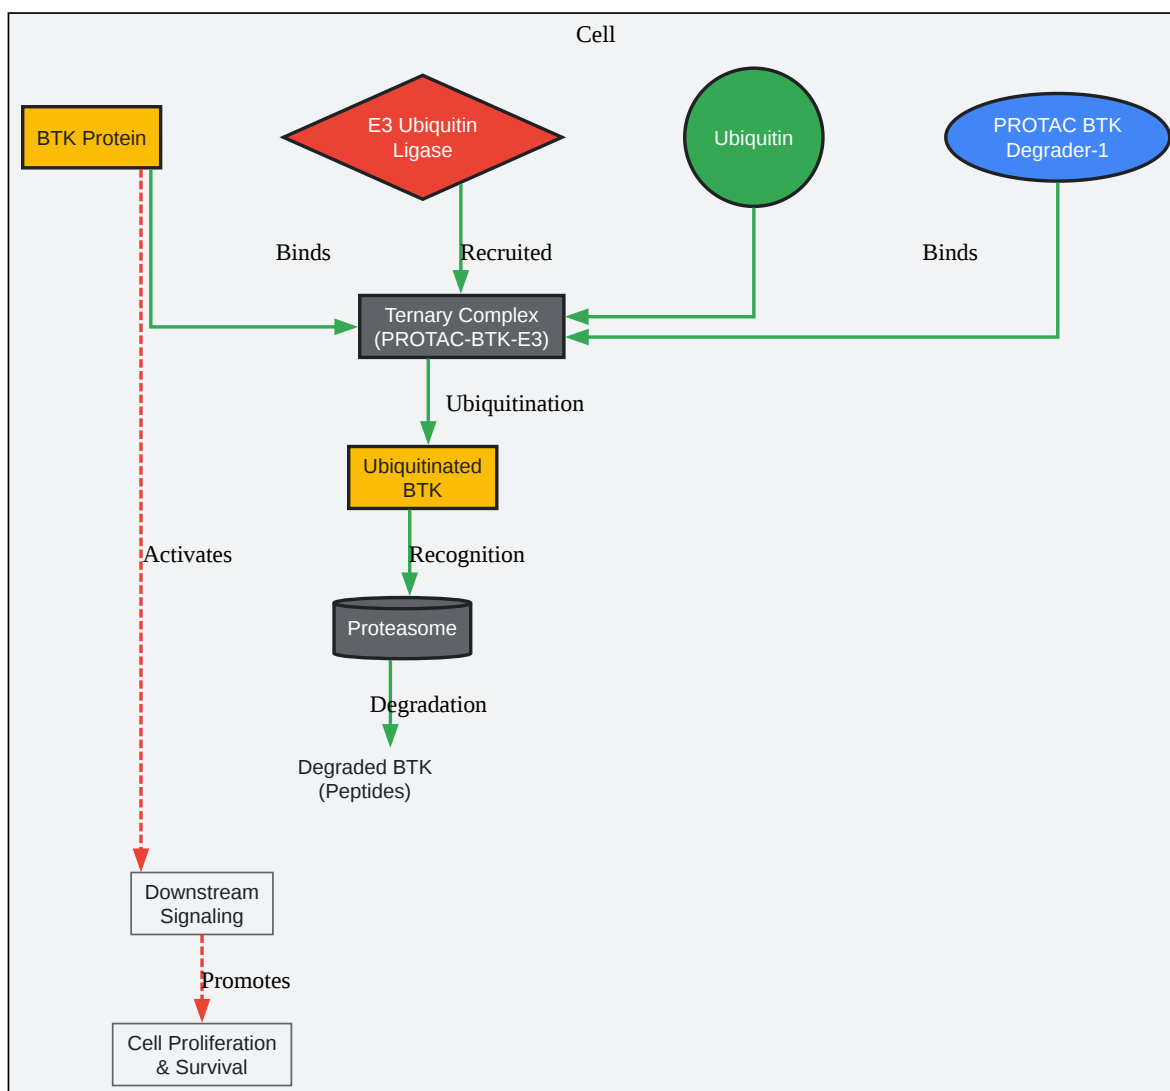 Cell
BTK Protein
E3 Ubiquitin
Ligase
Ubiquitin
PROTAC BTK
Degrader-1
Binds
Recruited
Binds
Ternary Complex
(PROTAC-BTK-E3)
Ubiquitination
Ubiquitinated
BTK
Activates
Recognition
Proteasome
Degradation
Degraded BTK
(Peptides)
Downstream
Signaling
Promotes
Cell Proliferation
& Survival